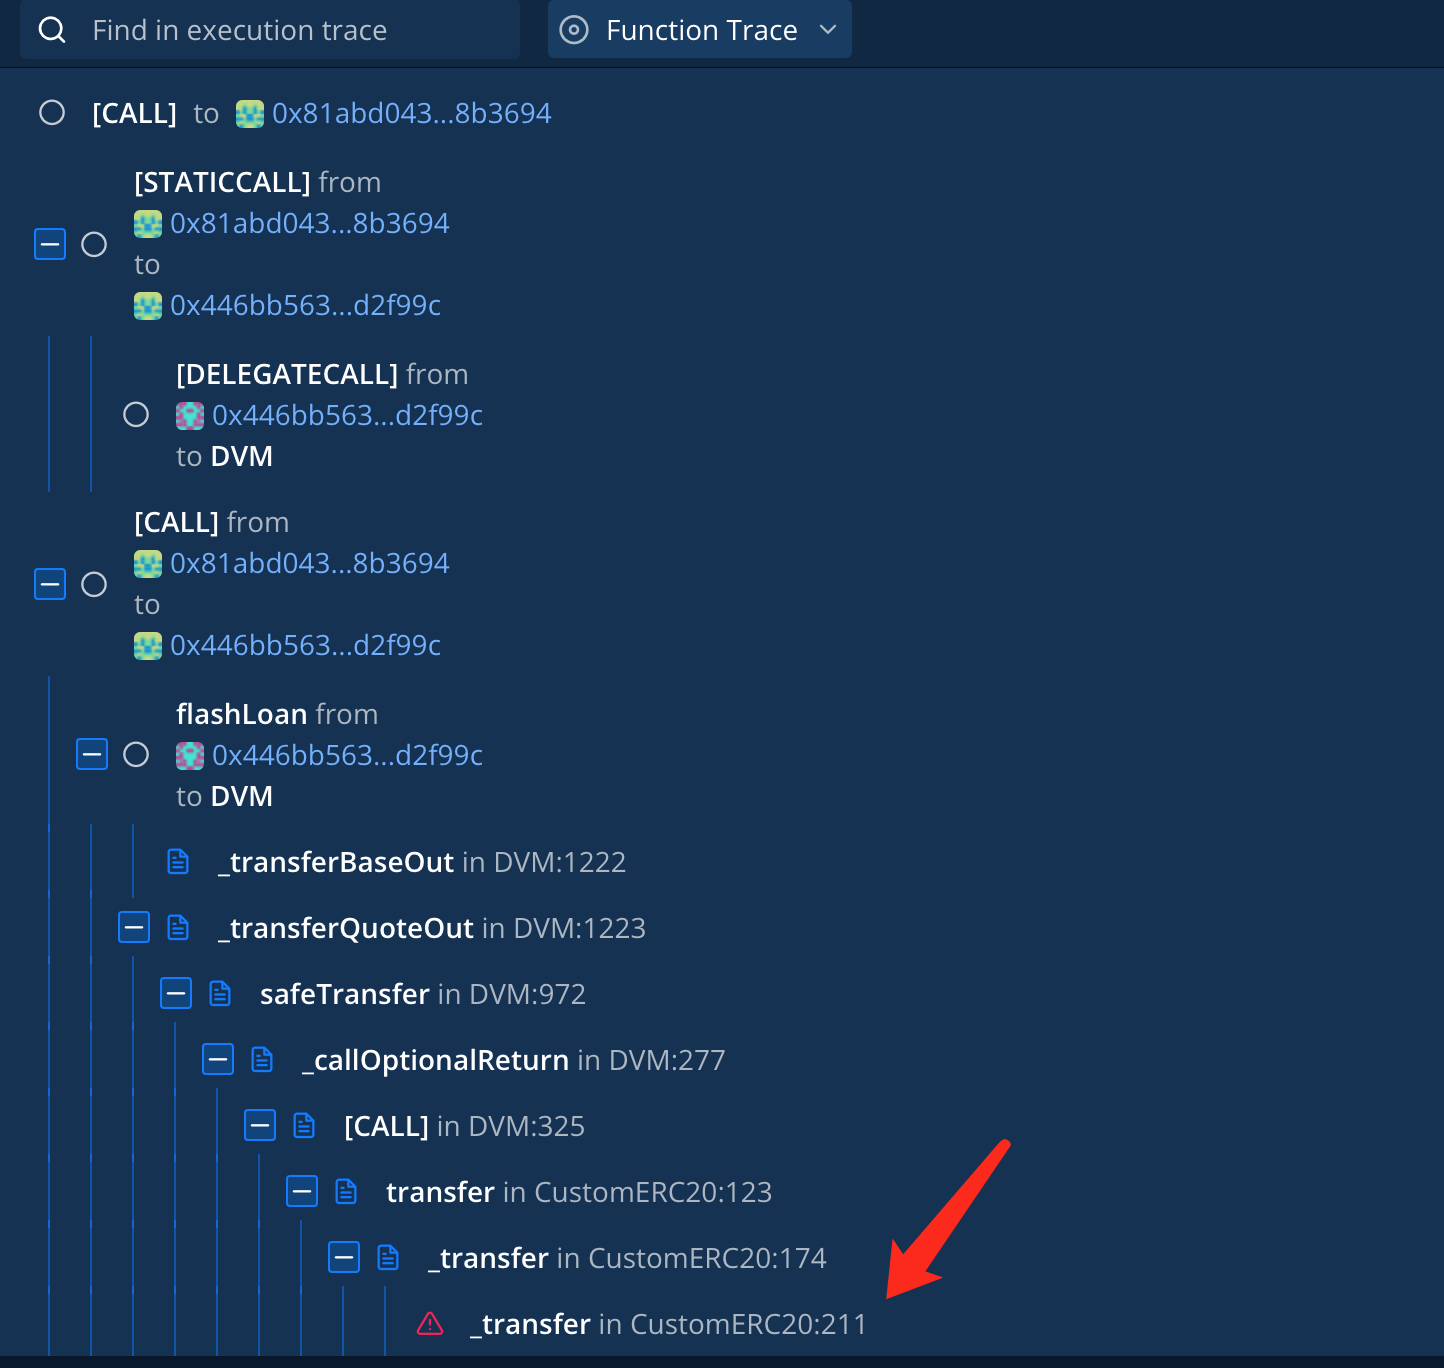 Find in execution trace
Function Trace
[CALL] to 0x81abd043...8b3694
[STATICCALL] from
0x81abd043...8b3694
to
0x446bb563...d2f99c
[DELEGATECALL] from
0x446bb563...d2f99c
to DVM
[CALL] from
0x81abd043...8b3694
to
0x446bb563...d2f99c
flashLoan from
0x446bb563...d2f99c
to DVM
_transferBaseOut in DVM:1222
_transferQuoteOut in DVM:1223
safeTransfer in DVM:972
_callOptionalReturn in DVM:277
[CALL] in DVM:325
transfer in CustomERC20:123
_transfer in CustomERC20:174
_transfer in CustomERC20:211